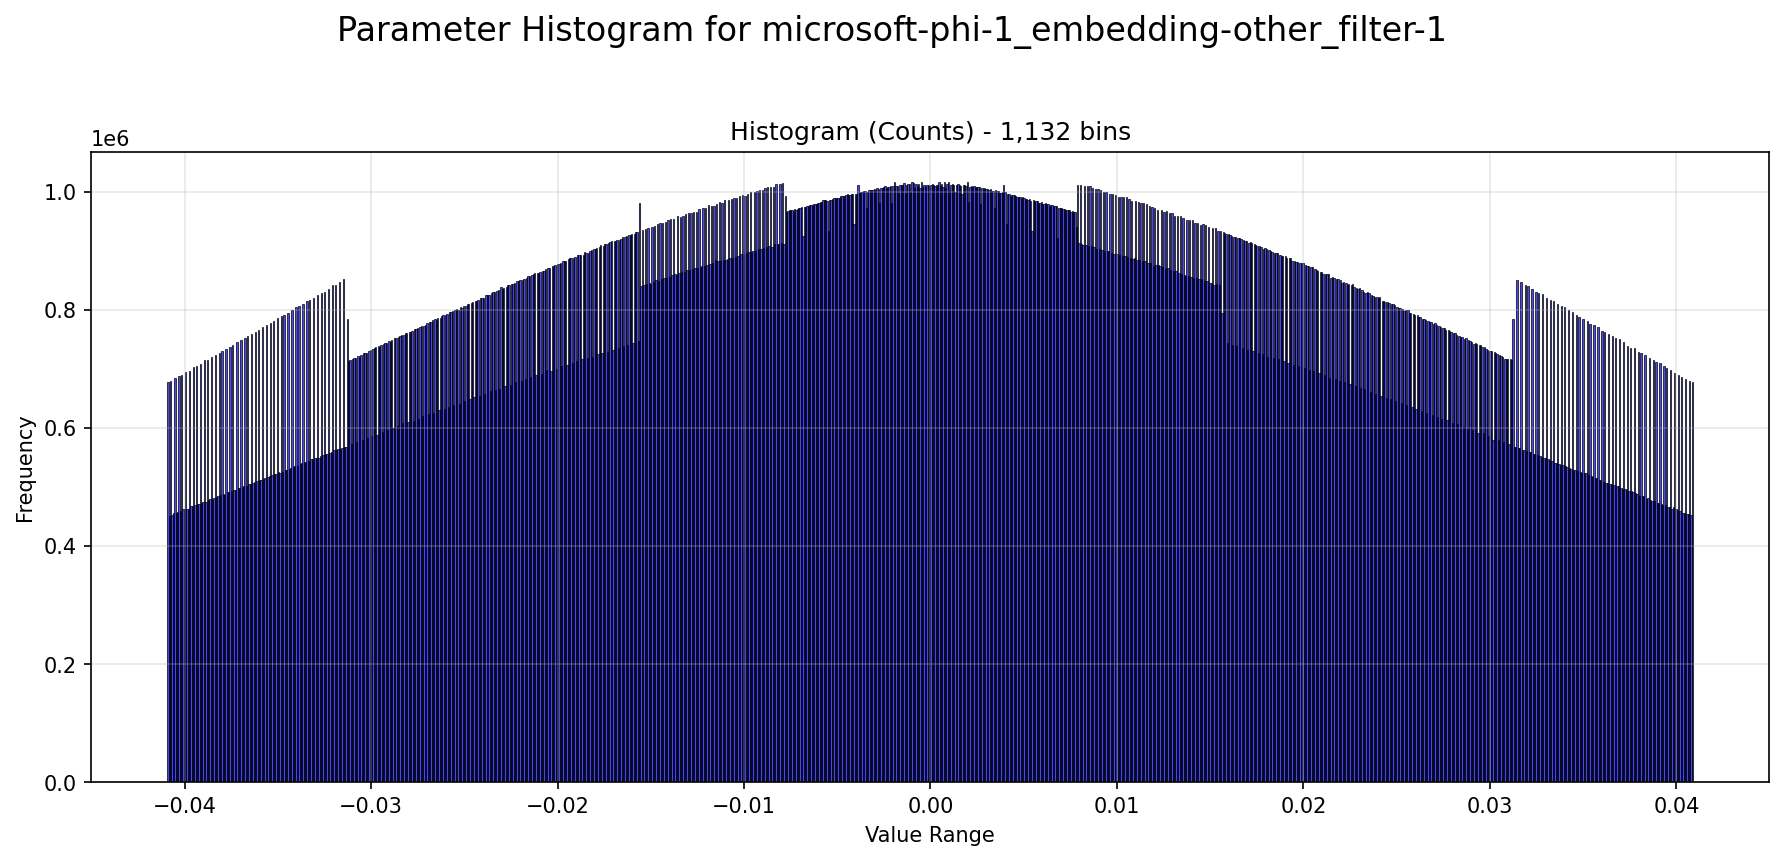 Parameter Histogram for microsoft-phi-1_embedding-other_filter-1
Histogram (Counts) - 1,132 bins
1e6
1.0
0.8
0.6
0.4
0.2
0.0
Frequency
−0.04 −0.03 −0.02 −0.01 0.00 0.01 0.02 0.03 0.04
Value Range